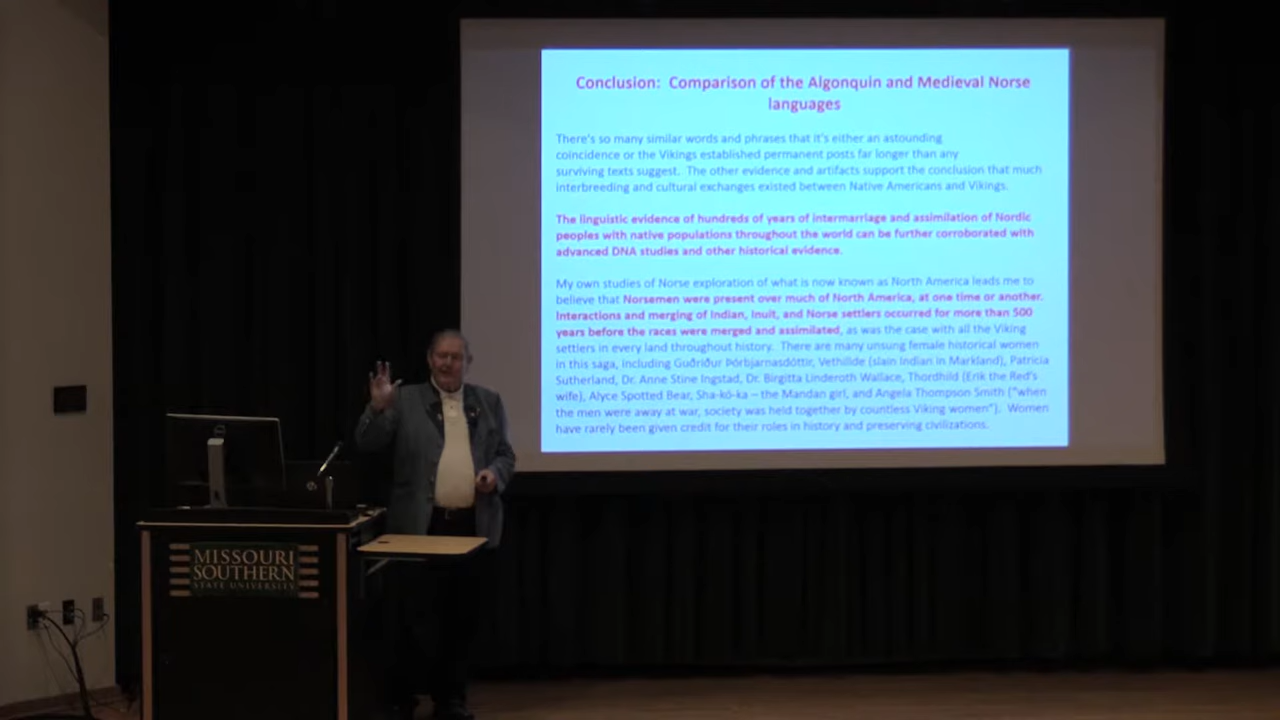 Conclusion: Comparison of the Algonquin and Medieval Norse
languages
There's so many similar words and phrases that it's either an astounding
coincidence or the Vikings established permanent posts far longer than any
surviving texts suggest. The other evidence and artifacts support the conclusion that much
interbreeding and cultural exchanges existed between Native Americans and Vikings.
The linguistic evidence of hundreds of years of intermarriage and assimilation of Nordic
peoples with native populations throughout the world can be further corroborated with
advanced DNA studies and other historical evidence.
My own studies of Norse exploration of what is now known as North America leads me to
believe that Norsemen were present over much of North America, at one time or another.
Interactions and merging of Indian, Inuit, and Norse settlers occurred for more than 500
years before the races were merged and assimilated, as was the case with all the Viking
settlers in every land throughout history. There are many unsung female historical women
in this saga, including Guðriður Þórbjarnasdóttir, Vethillde (slain Indian in Markland), Patricia
Sutherland, Dr. Anne Stine Ingstad, Dr. Birgitta Linderoth Wallace, Thordhild (Erik the Red's
wife), Alyce Spotted Bear, Sha-kó-ka – the Mandan girl, and Angela Thompson Smith ("when
the men were away at war, society was held together by countless Viking women"). Women
have rarely been given credit for their roles in history and preserving civilizations.
MISSOURI
SOUTHERN
STATE UNIVERSITY